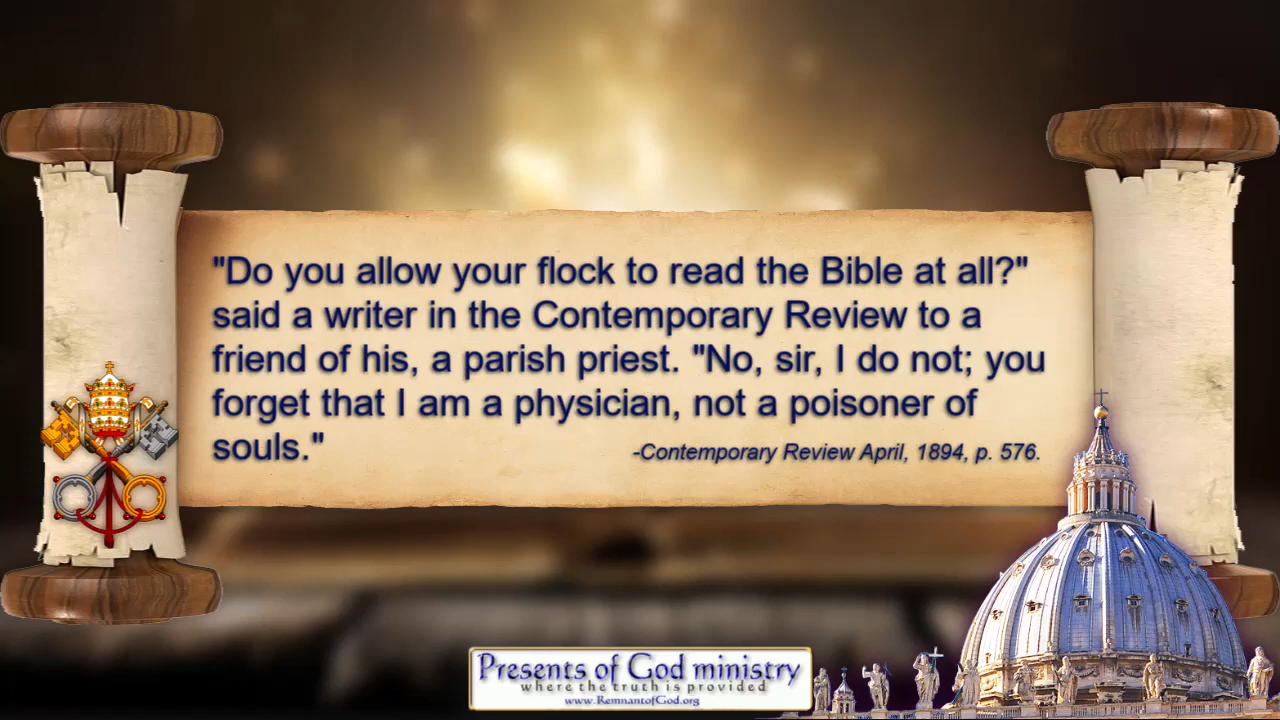 "Do you allow your flock to read the Bible at all?"
said a writer in the Contemporary Review to a
friend of his, a parish priest. "No, sir, I do not; you
forget that I am a physician, not a poisoner of
souls."
-Contemporary Review April, 1894, p. 576.
Presents of God ministry
where the truth is provided
www.RemnantofGod.org